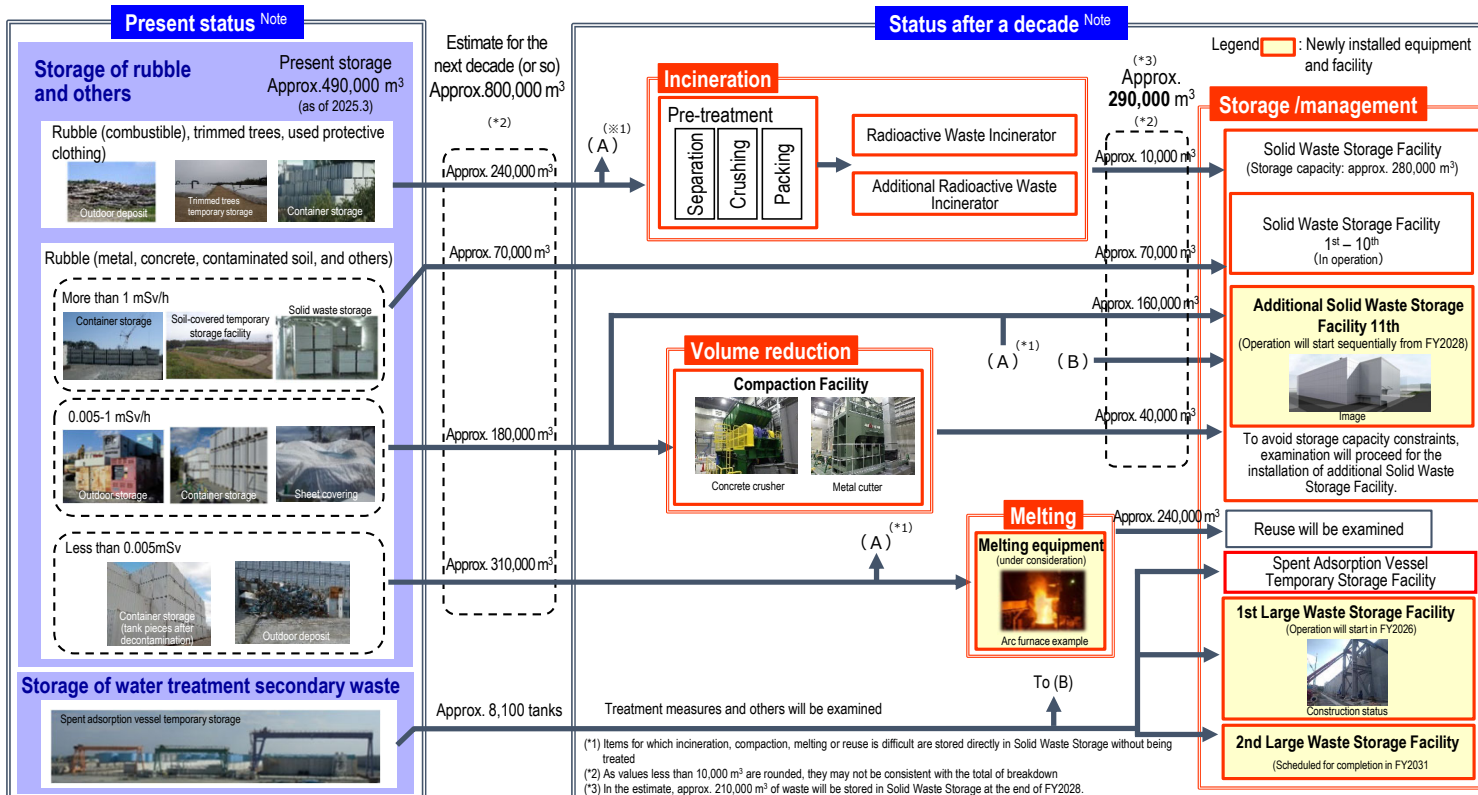 Present status Note
Storage of rubble
and others
Present storage
Approx.490,000 m³
(as of 2025.3)
Rubble (combustible), trimmed trees, used protective
clothing)
Outdoor deposit
Trimmed trees
temporary storage
Container storage
Rubble (metal, concrete, contaminated soil, and others)
More than 1 mSv/h
Container storage
Soil-covered temporary
storage facility
Solid waste storage
0.005-1 mSv/h
Outdoor storage
Container storage
Sheet covering
Less than 0.005mSv
Container storage
(tank pieces after
decontamination)
Outdoor deposit
Storage of water treatment secondary waste
Spent adsorption vessel temporary storage
Estimate for the
next decade (or so)
Approx.800,000 m³
(*2)
Approx. 240,000 m³
Approx. 70,000 m³
Approx. 180,000 m³
Approx. 310,000 m³
Approx. 8,100 tanks
Status after a decade Note
Legend : Newly installed equipment
and facility
(A) (※1)
Incineration
Pre-treatment
Separation
Crushing
Packing
Radioactive Waste Incinerator
Additional Radioactive Waste
Incinerator
Volume reduction
Compaction Facility
Concrete crusher
Metal cutter
(A) (*1)
(B)
(A) (*1)
Melting
Melting equipment
(under consideration)
Arc furnace example
To (B)
Treatment measures and others will be examined
(*3)
Approx.
290,000 m³
(*2)
Approx. 10,000 m³
Approx. 70,000 m³
Approx. 160,000 m³
Approx. 40,000 m³
Approx. 240,000 m³
Storage /management
Solid Waste Storage Facility
(Storage capacity: approx. 280,000 m³)
Solid Waste Storage Facility
1st – 10th
(In operation)
Additional Solid Waste Storage
Facility 11th
(Operation will start sequentially from FY2028)
Image
To avoid storage capacity constraints,
examination will proceed for the
installation of additional Solid Waste
Storage Facility.
Reuse will be examined
Spent Adsorption Vessel
Temporary Storage Facility
1st Large Waste Storage Facility
(Operation will start in FY2026)
Construction status
2nd Large Waste Storage Facility
(Scheduled for completion in FY2031
(*1) Items for which incineration, compaction, melting or reuse is difficult are stored directly in Solid Waste Storage without being
treated
(*2) As values less than 10,000 m³ are rounded, they may not be consistent with the total of breakdown
(*3) In the estimate, approx. 210,000 m³ of waste will be stored in Solid Waste Storage at the end of FY2028.